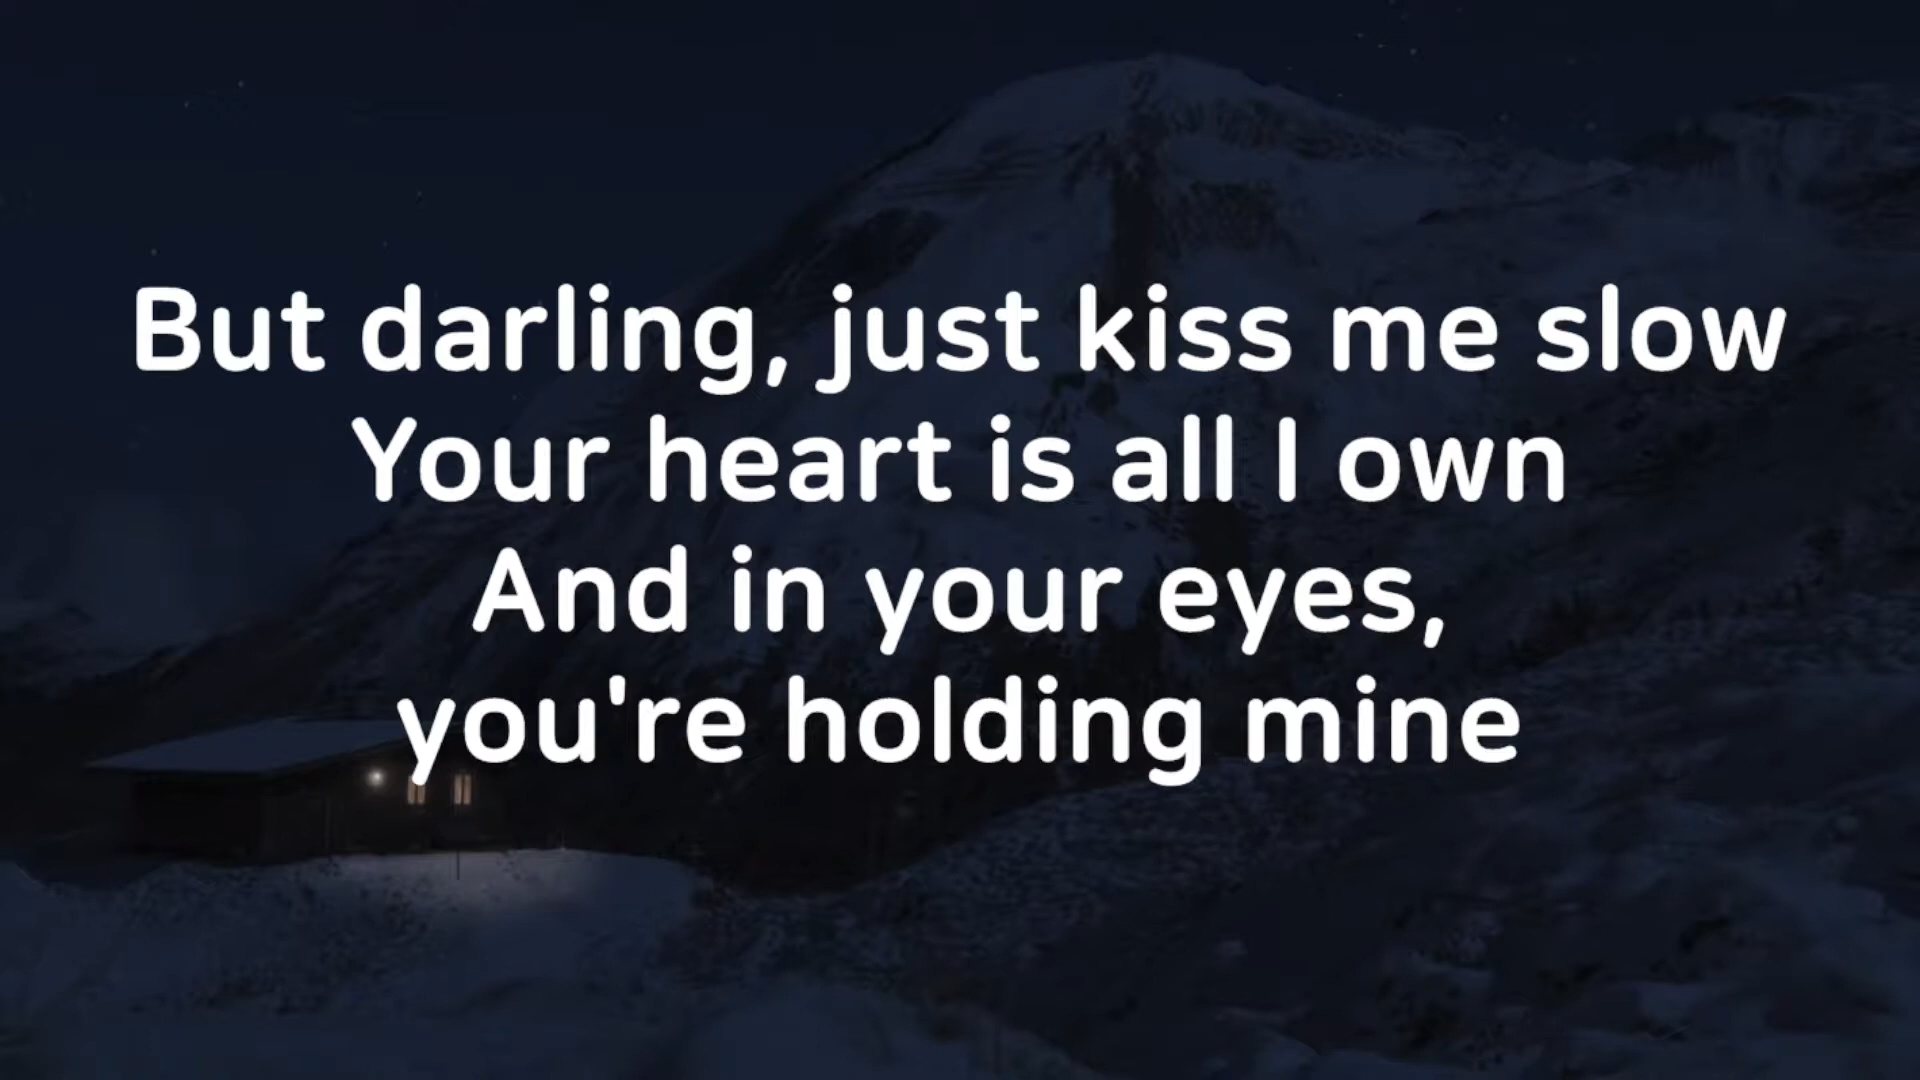 But darling, just kiss me slow
Your heart is all I own
And in your eyes,
you're holding mine